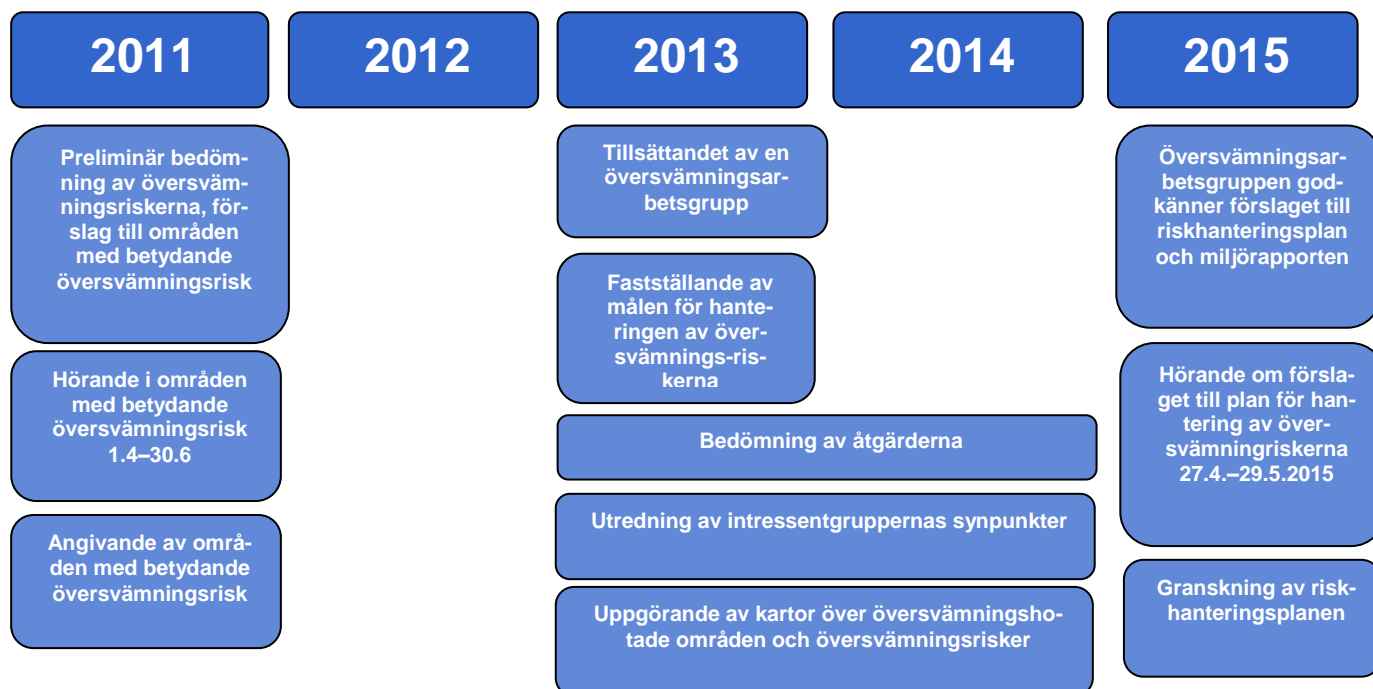 2011
2012
2013
2014
2015
Preliminär bedöm-
ning av översväm-
ningsriskerna, för-
slag till områden
med betydande
översvämningsrisk
Hörande i områden
med betydande
översvämningsrisk
1.4–30.6
Angivande av områ-
den med betydande
översvämningsrisk
Tillsättandet av en
översvämningsar-
betsgrupp
Fastställande av
målen för hante-
ringen av över-
svämnings-ris-
kerna
Bedömning av åtgärderna
Utredning av intressentgruppernas synpunkter
Uppgörande av kartor över översvämningsho-
tade områden och översvämningsrisker
Översvämningsar-
betsgruppen god-
känner förslaget till
riskhanteringsplan
och miljörapporten
Hörande om försla-
get till plan för han-
tering av över-
svämningriskerna
27.4.–29.5.2015
Granskning av risk-
hanteringsplanen